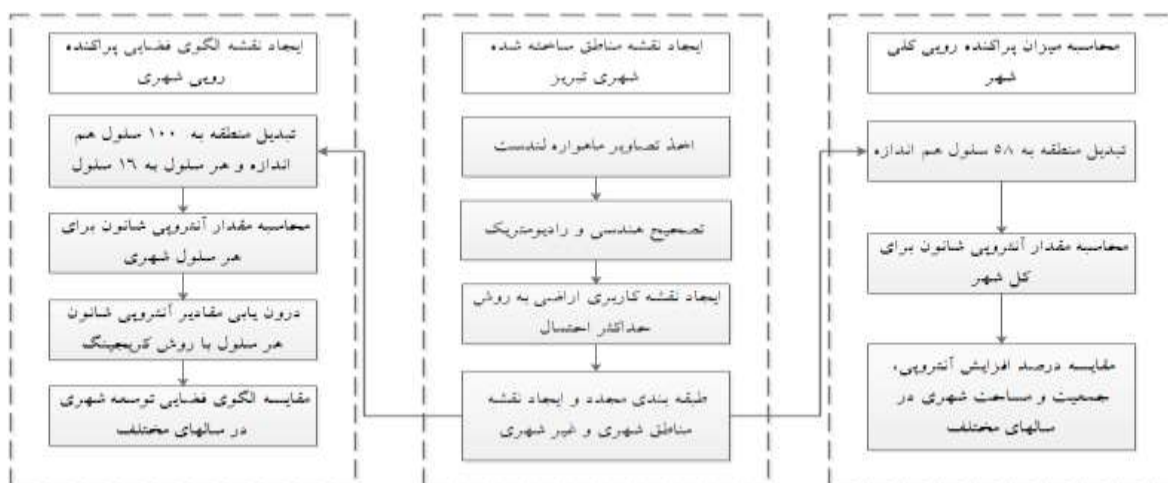 محاسبه میزان پراکنده رویی کلی
شهر
تبدیل منطقه به ۵۸ سلول هم اندازه
محاسبه مقدار آنتروپی شانون برای
کل شهر
مقایسه درصد افزایش آنتروپی،
جمعیت و مساحت شهری در
سالهای مختلف
ایجاد نقشه مناطق ساخته شده
شهری تبریز
اخذ تصاویر ماهواره لندست
تصحیح هندسی و رادیومتریک
ایجاد نقشه کاربری اراضی به روش
حداکثر احتمال
طبقه بندی مجدد و ایجاد نقشه
مناطق شهری و غیر شهری
ایجاد نقشه الگوی فضایی پراکنده
رویی شهری
تبدیل منطقه به ۱۰۰ سلول هم
اندازه و هر سلول به ۱۶ سلول
محاسبه مقدار آنتروپی شانون برای
هر سلول شهری
درون یابی مقادیر آنتروپی شانون
هر سلول با روش کریجینگ
مقایسه الگوی فضایی توسعه شهری
در سالهای مختلف